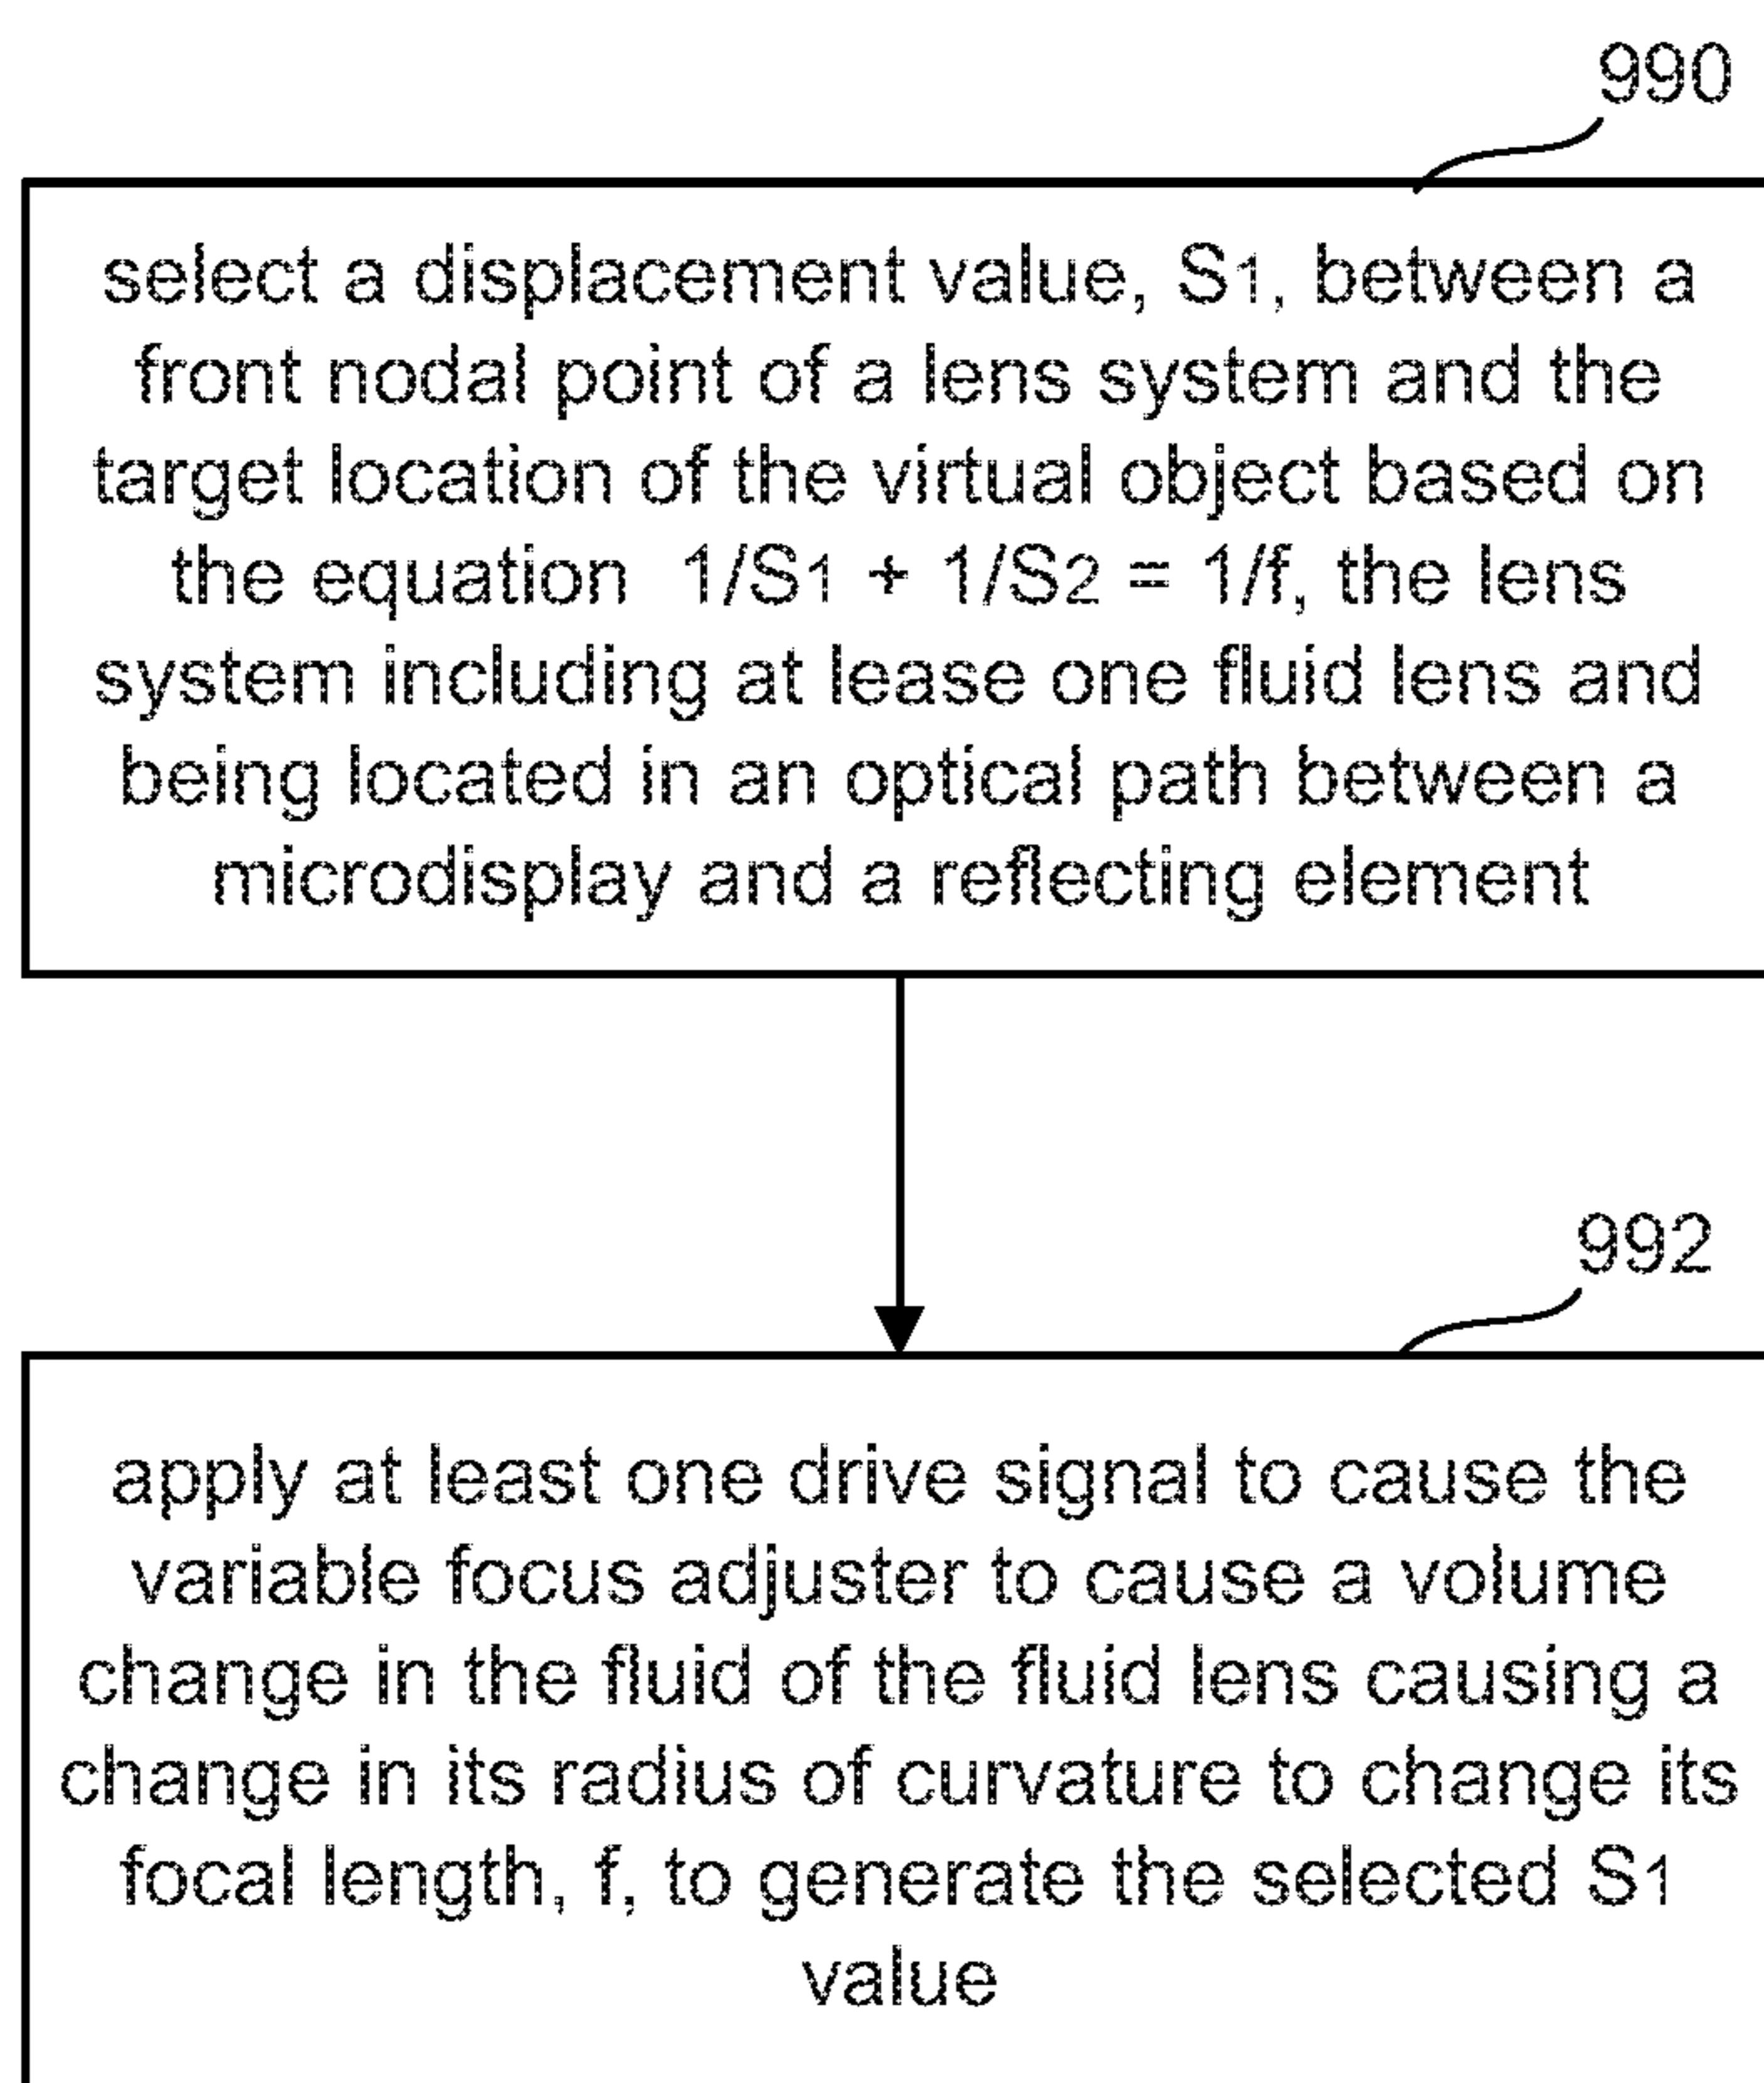 990
select a displacement value, S1, between a
front nodal point of a lens system and the
target location of the virtual object based on
the equation 1/S1 + 1/S2 = 1/f, the lens
system including at lease one fluid lens and
being located in an optical path between a
microdisplay and a reflecting element
992
apply at least one drive signal to cause the
variable focus adjuster to cause a volume
change in the fluid of the fluid lens causing a
change in its radius of curvature to change its
focal length, f, to generate the selected S1
value